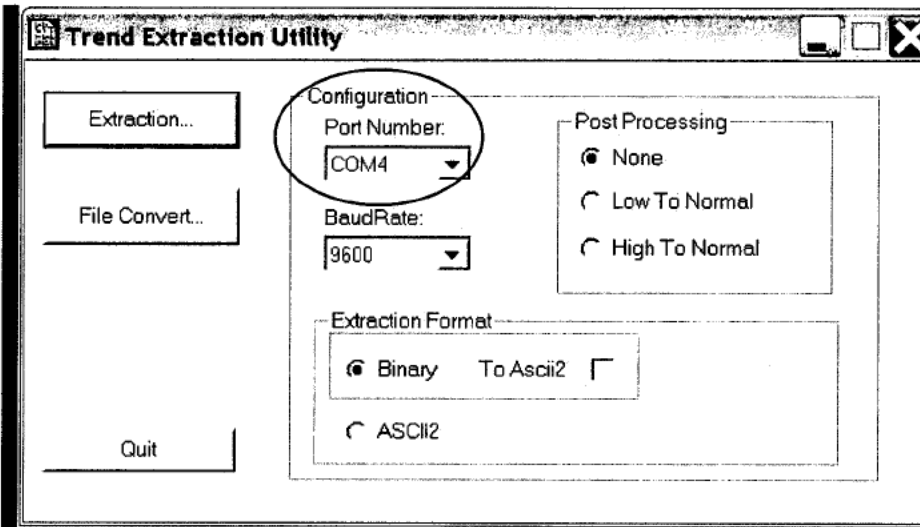 Trend Extraction Utility
Extraction...
File Convert...
Quit
Configuration
Port Number:
COM4
BaudRate:
9600
Post Processing
None
Low To Normal
High To Normal
Extraction Format
Binary To Ascii2
ASCII2